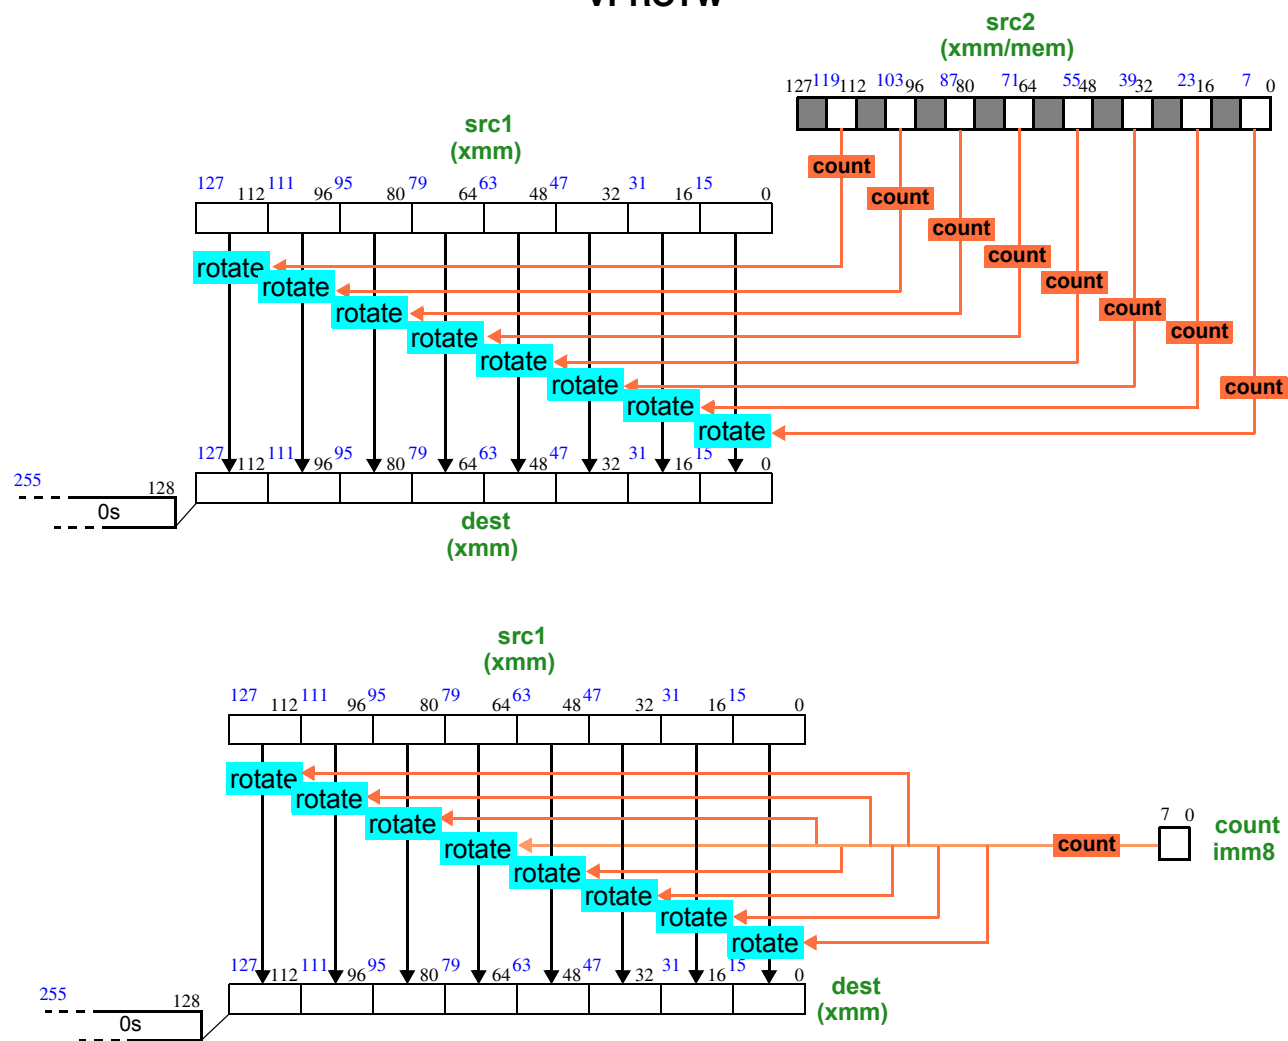 src2
(xmm/mem)
127 119 112 103 96 87 80 71 64 55 48 39 32 23 16 7 0
src1
(xmm)
127 112 111 96 95 80 79 64 63 48 47 32 31 16 15 0
count
count
count
count
count
count
count
count
rotate
rotate
rotate
rotate
rotate
rotate
rotate
rotate
127 112 111 96 95 80 79 64 63 48 47 32 31 16 15 0
255 128
0s
dest
(xmm)
src1
(xmm)
127 112 111 96 95 80 79 64 63 48 47 32 31 16 15 0
rotate
rotate
rotate
rotate
rotate
rotate
rotate
rotate
count
7 0
count
imm8
127 112 111 96 95 80 79 64 63 48 47 32 31 16 15 0
255 128
0s
dest
(xmm)